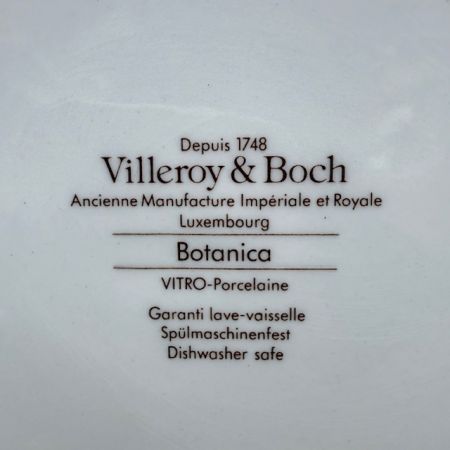 Depuis 1748
Villeroy & Boch
Ancienne Manufacture Impériale et Royale
Luxembourg
Botanica
VITRO-Porcelaine
Garanti lave-vaisselle
Spülmaschinenfest
Dishwasher safe